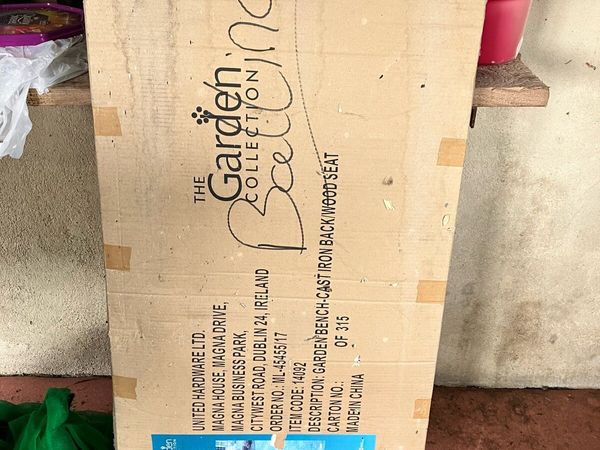 THE
Garden
COLLECTION
UNITED HARDWARE LTD.
MAGNA HOUSE, MAGNA DRIVE,
MAGNA BUSINESS PARK,
CITYWEST ROAD, DUBLIN 24, IRELAND
ORDER NO.: ML-45455/17
ITEM CODE: 14092
DESCRIPTION: GARDEN BENCH-CAST IRON BACK/WOOD SEAT
CARTON NO.: OF 315
MADE IN CHINA